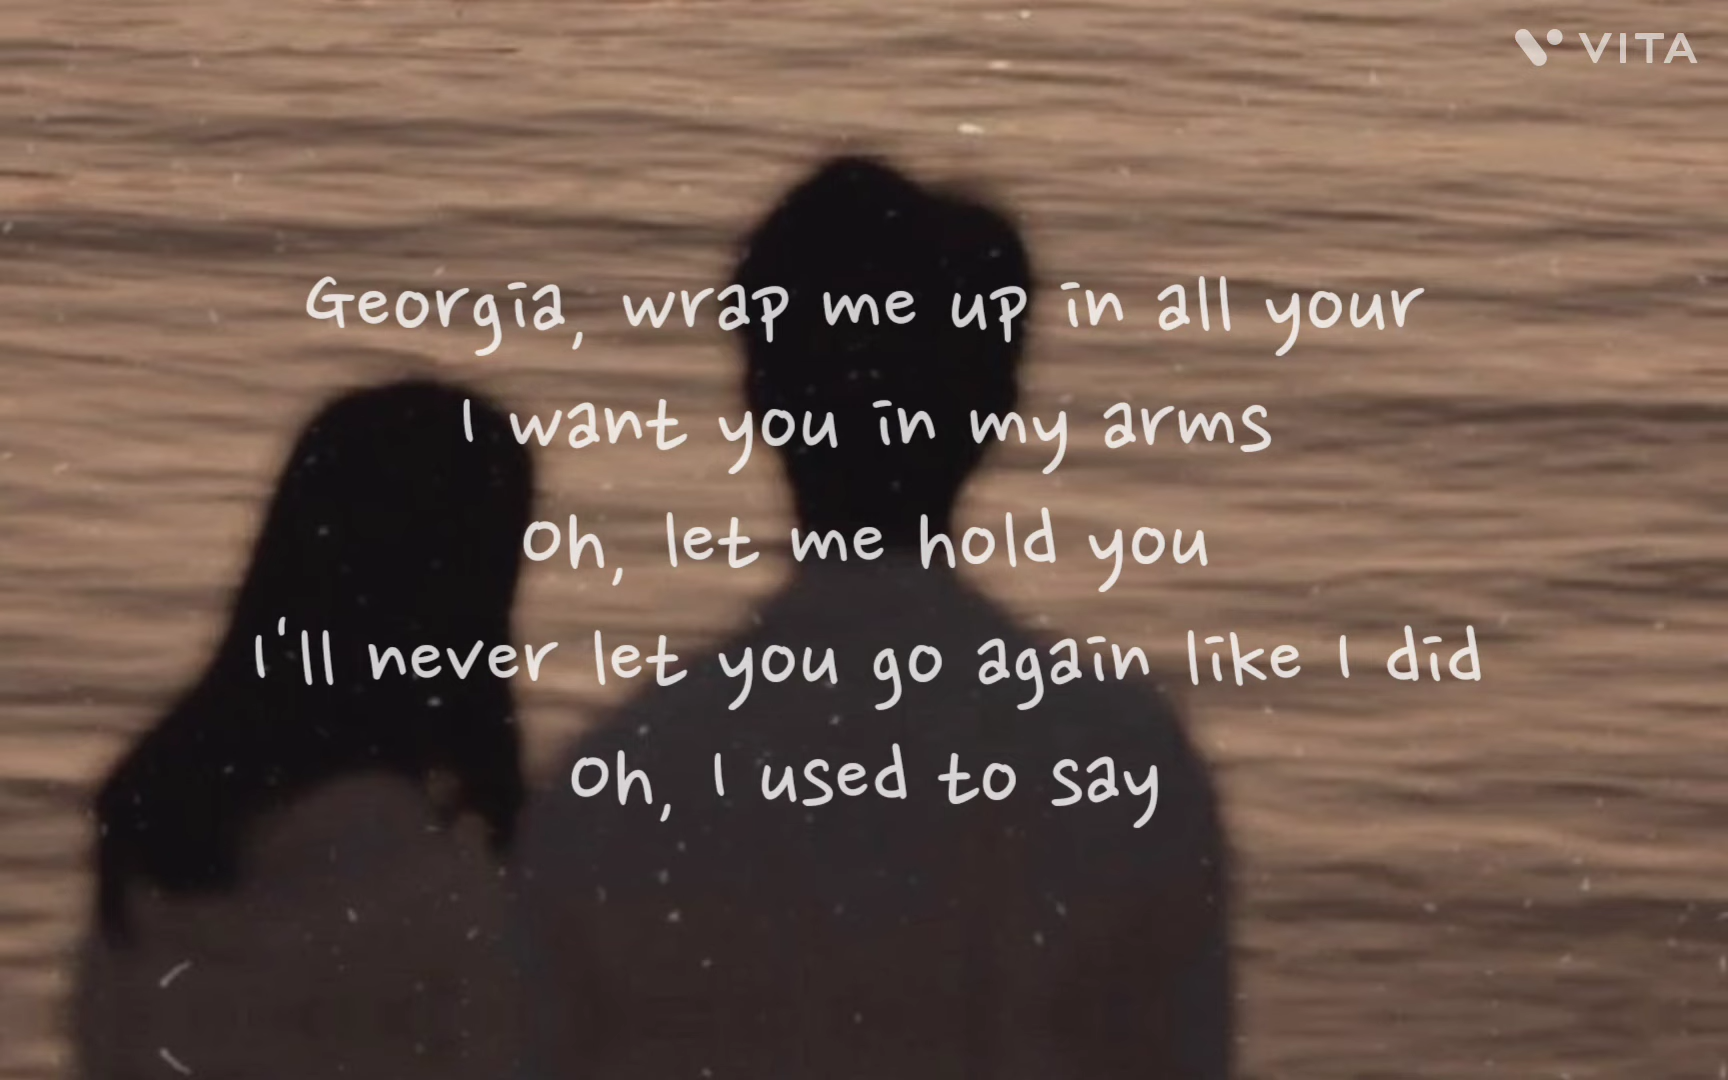 VITA
Georgia, wrap me up in all your
I want you in my arms
Oh, let me hold you
I'll never let you go again like I did
Oh, I used to say